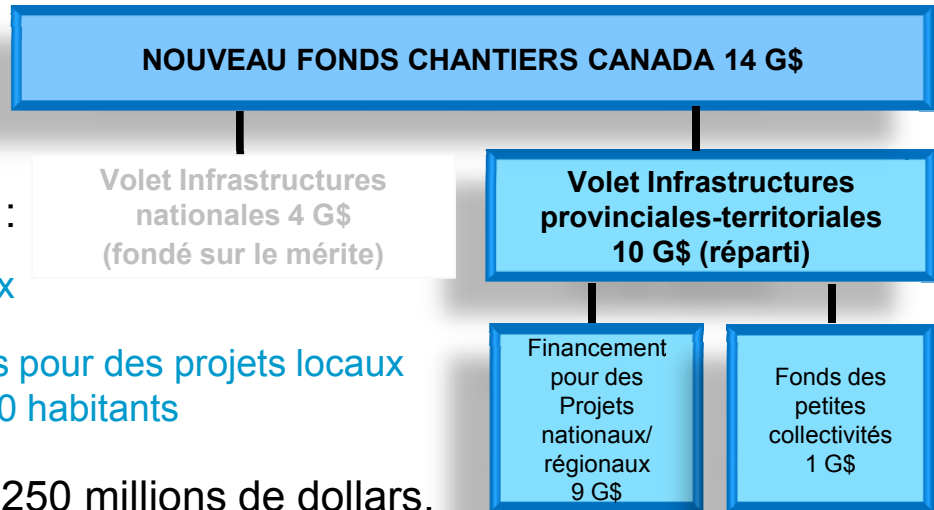 NOUVEAU FONDS CHANTIERS CANADA 14 G$
Volet Infrastructures
nationales 4 G$
(fondé sur le mérite)
Volet Infrastructures
provinciales-territoriales
10 G$ (réparti)
:
x
s pour des projets locaux
0 habitants
250 millions de dollars.
Financement
pour des
Projets
nationaux/
régionaux
9 G$
Fonds des
petites
collectivités
1 G$